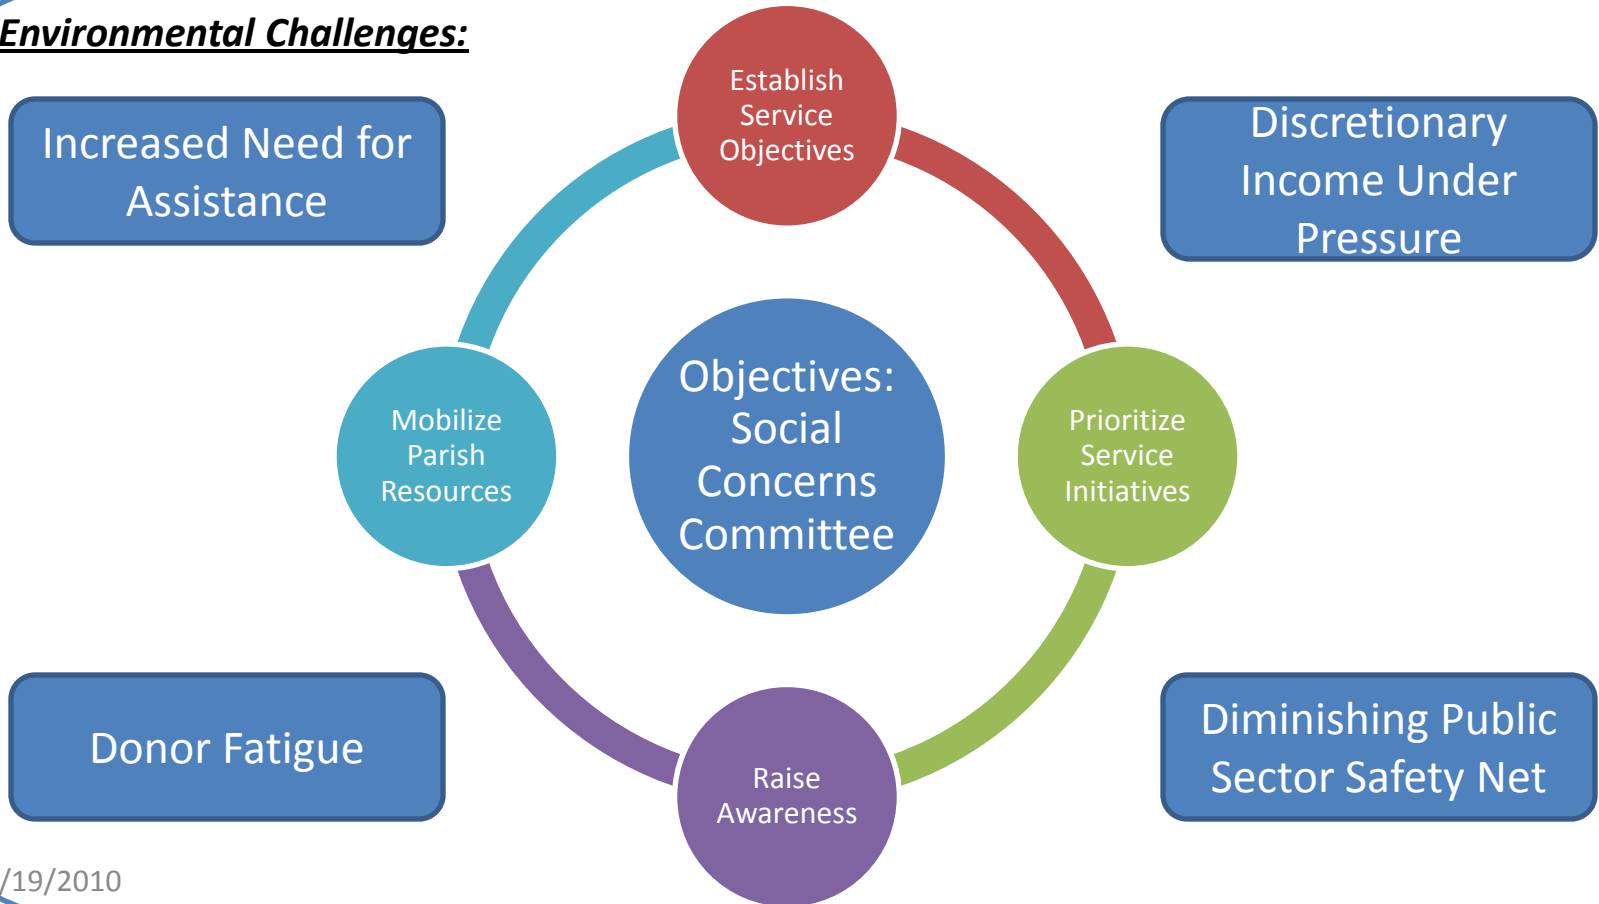 Environmental Challenges:
Establish
Service
Objectives
Increased Need for
Assistance
Discretionary
Income Under
Pressure
Objectives:
Social
Concerns
Committee
Mobilize
Parish
Resources
Prioritize
Service
Initiatives
Donor Fatigue
Raise
Awareness
Diminishing Public
Sector Safety Net
/19/2010